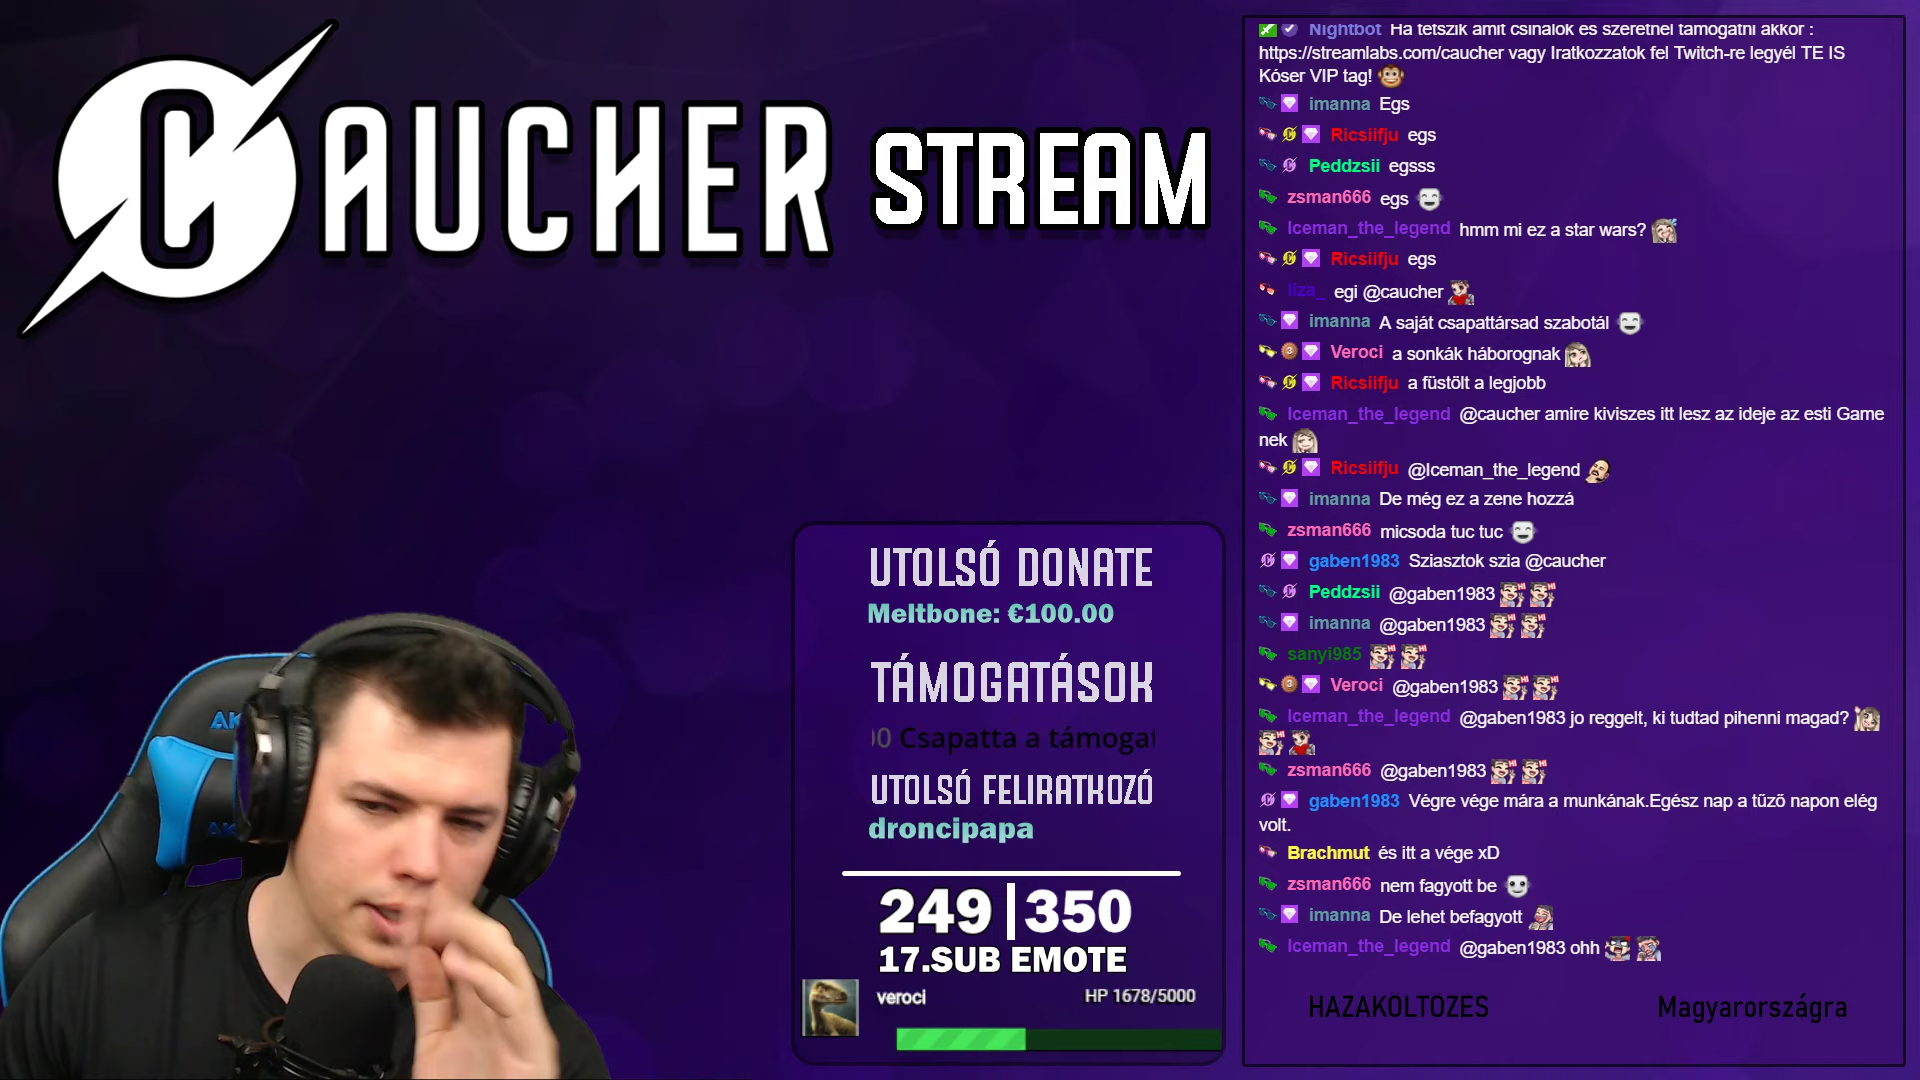 CAUCHER STREAM
UTOLSÓ DONATE
Meltbone: €100.00
TÁMOGATÁSOK
00 Csapatta a támogat
UTOLSÓ FELIRATKOZÓ
droncipapa
249|350
17.SUB EMOTE
veroci HP 1678/5000
Nightbot Ha tetszik amit csinálok és szeretnél támogatni akkor :
https://streamlabs.com/caucher vagy Iratkozzatok fel Twitch-re legyél TE IS
Kóser VIP tag!
imanna Egs
Ricsiifju egs
Peddzsii egsss
zsman666 egs
Iceman_the_legend hmm mi ez a star wars?
Ricsiifju egs
liza_ egi @caucher
imanna A saját csapattársad szabotál
Veroci a sonkák háborognak
Ricsiifju a füstölt a legjobb
Iceman_the_legend @caucher amire kiviszes itt lesz az ideje az esti Game
nek
Ricsiifju @Iceman_the_legend
imanna De még ez a zene hozzá
zsman666 micsoda tuc tuc
gaben1983 Sziasztok szia @caucher
Peddzsii @gaben1983
imanna @gaben1983
sanyi985
Veroci @gaben1983
Iceman_the_legend @gaben1983 jo reggelt, ki tudtad pihenni magad?
zsman666 @gaben1983
gaben1983 Végre vége mára a munkának.Egész nap a tűző napon elég
volt.
Brachmut és itt a vége xD
zsman666 nem fagyott be
imanna De lehet befagyott
Iceman_the_legend @gaben1983 ohh
HAZAKÖLTÖZÉS Magyarországra